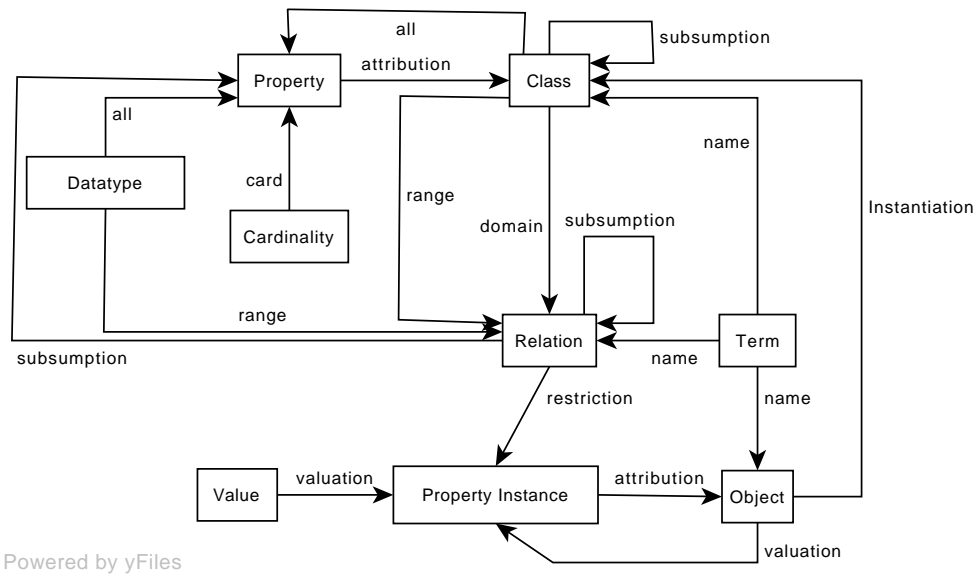 all
subsumption
Property
attribution
Class
all
name
Datatype
card
range
Instantiation
Cardinality
domain
subsumption
range
Relation
Term
subsumption
name
restriction
name
Value
valuation
Property Instance
attribution
Object
valuation
Powered by yFiles